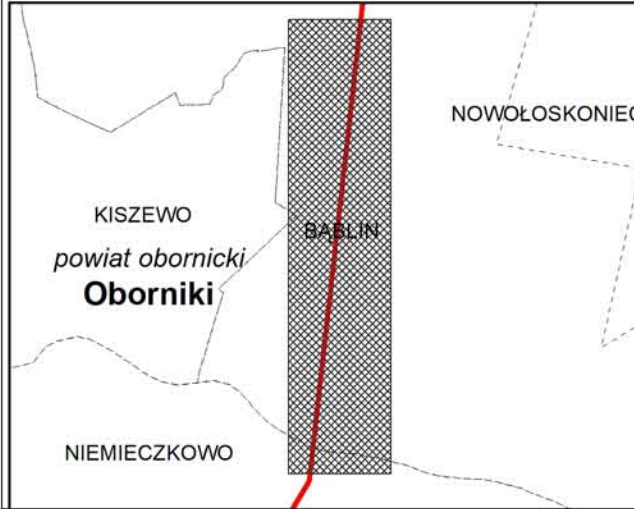 NOWOŁOSKONIEC
KISZEWO
BĄBLIN
powiat obornicki
Oborniki
NIEMIECZKOWO